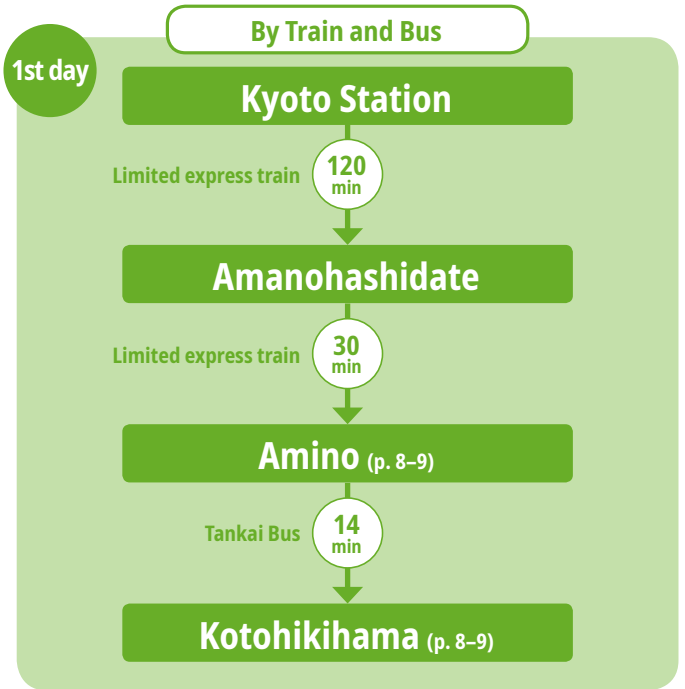 By Train and Bus
1st day
Kyoto Station
Limited express train
120
min
Amanohashidate
Limited express train
30
min
Amino (p. 8–9)
Tankai Bus
14
min
Kotohikihama (p. 8–9)